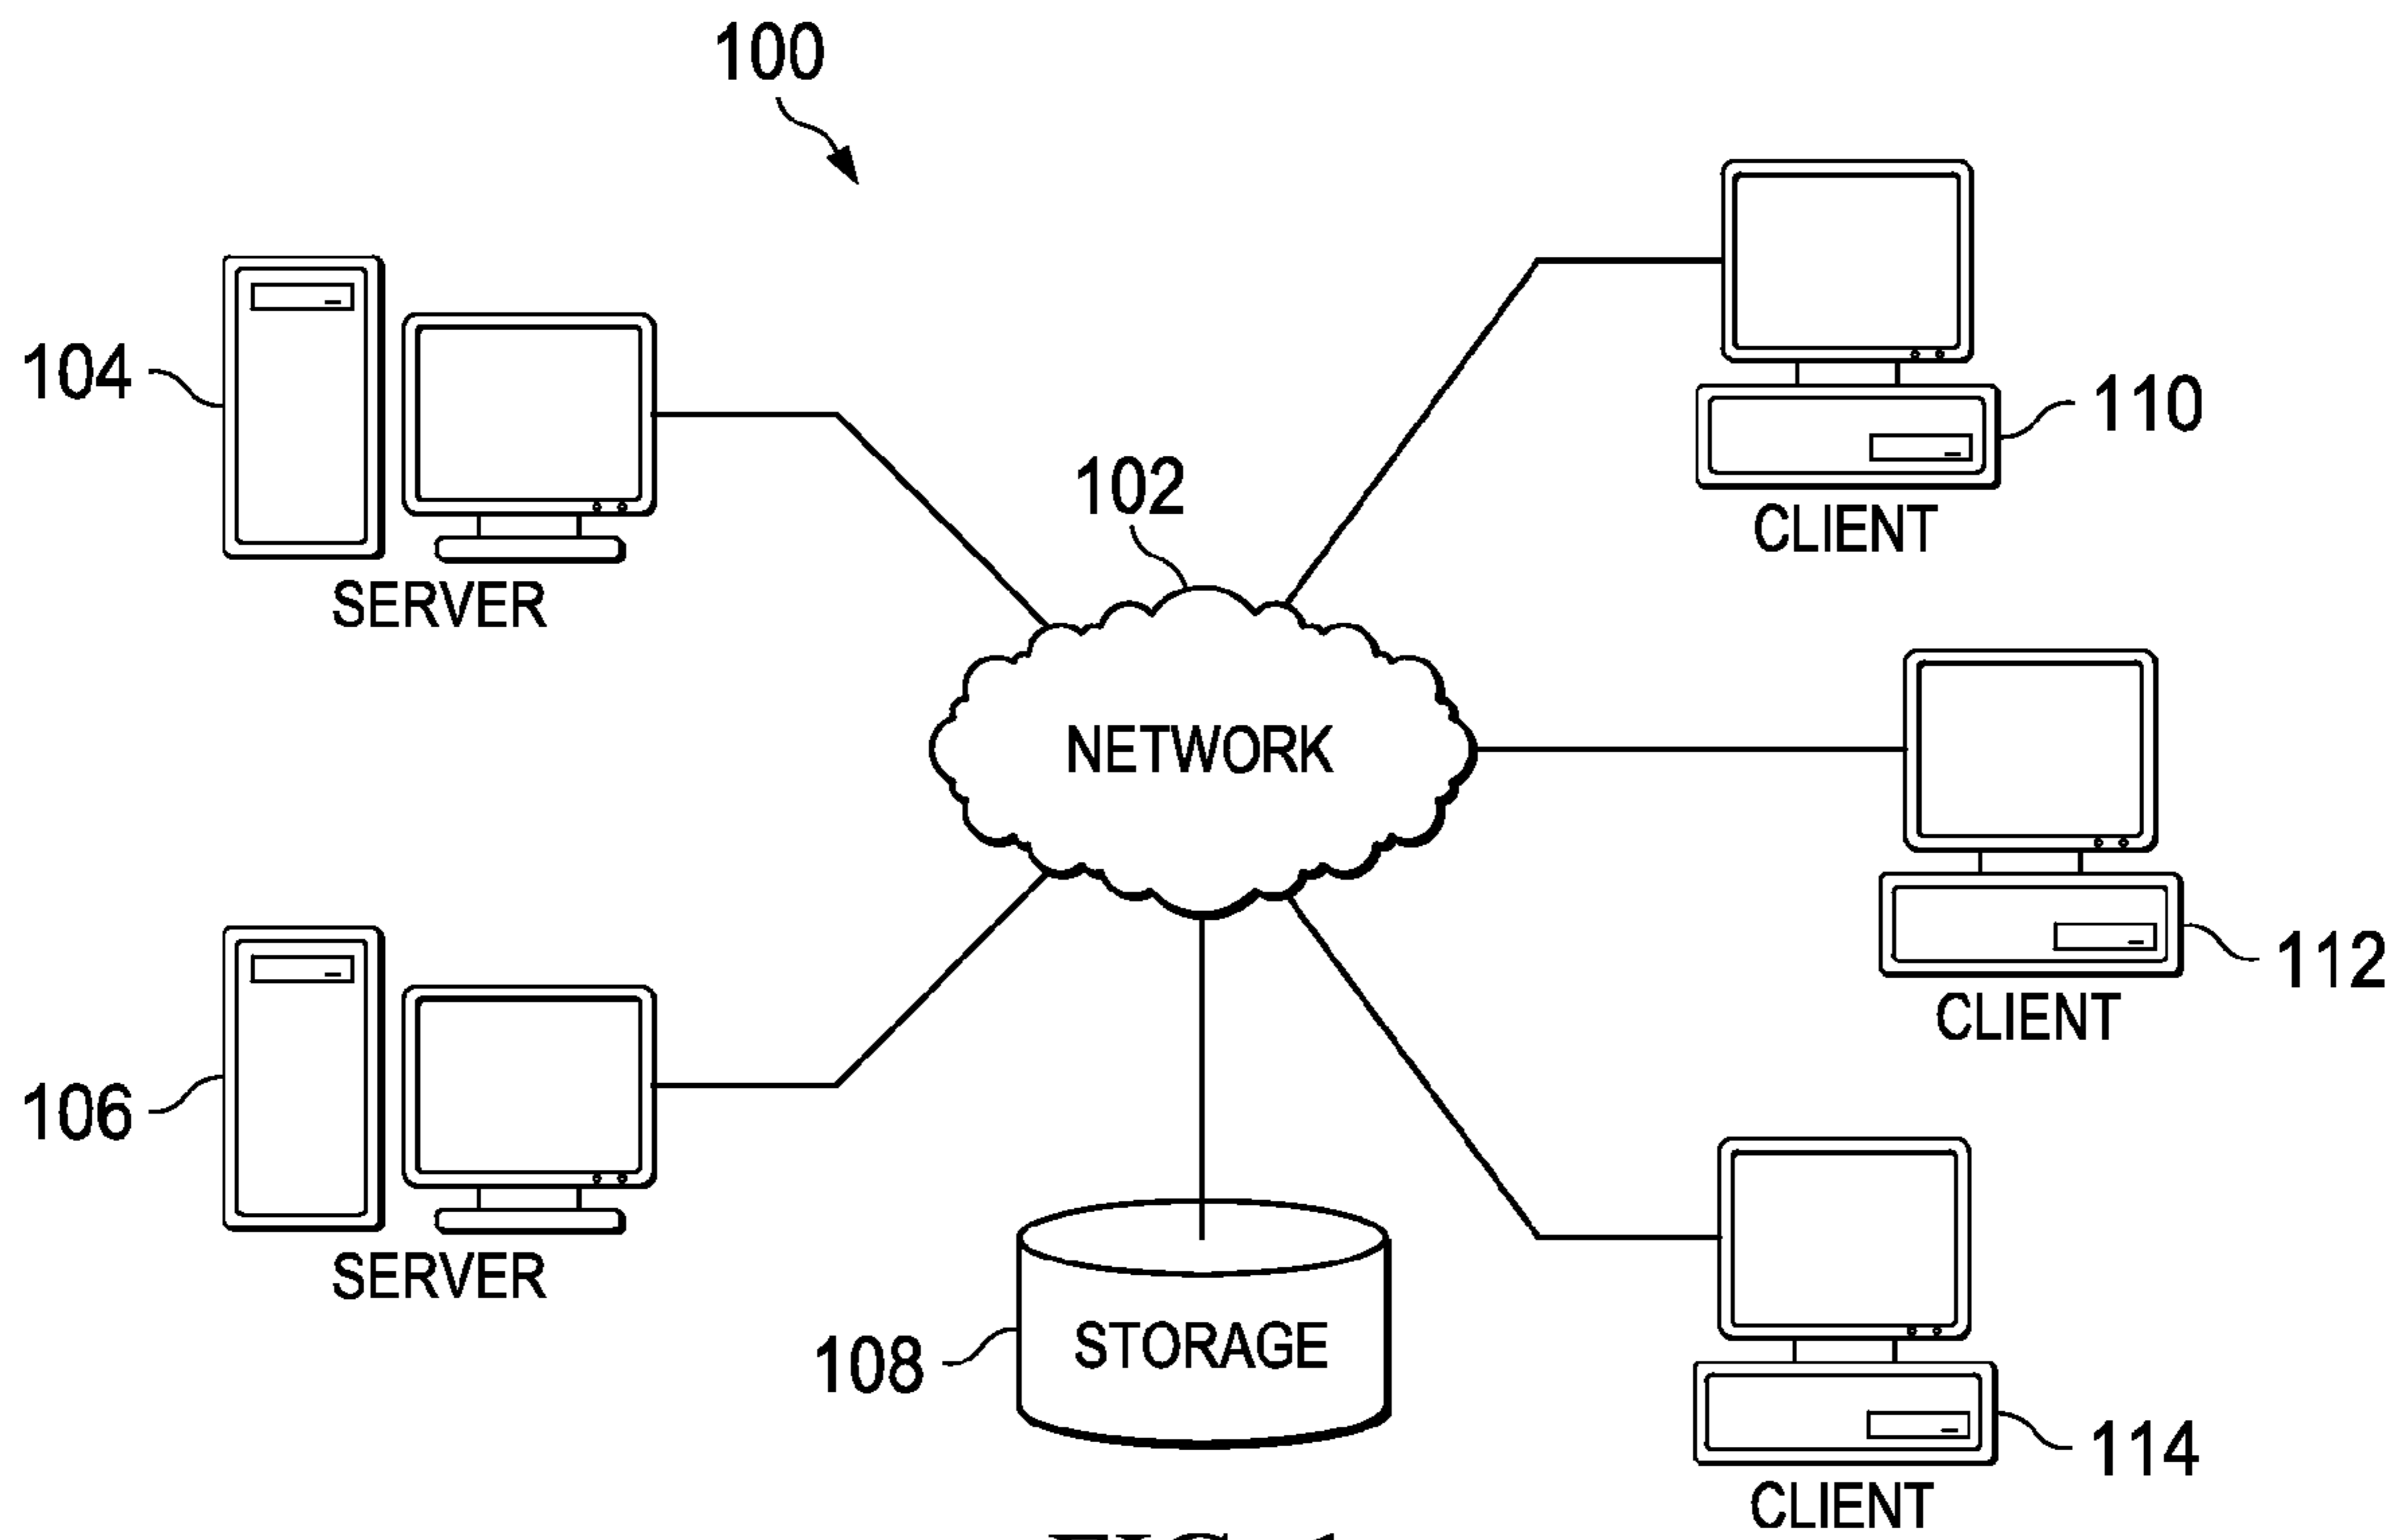 100
104
SERVER
110
CLIENT
102
NETWORK
112
CLIENT
106
SERVER
108
STORAGE
114
CLIENT